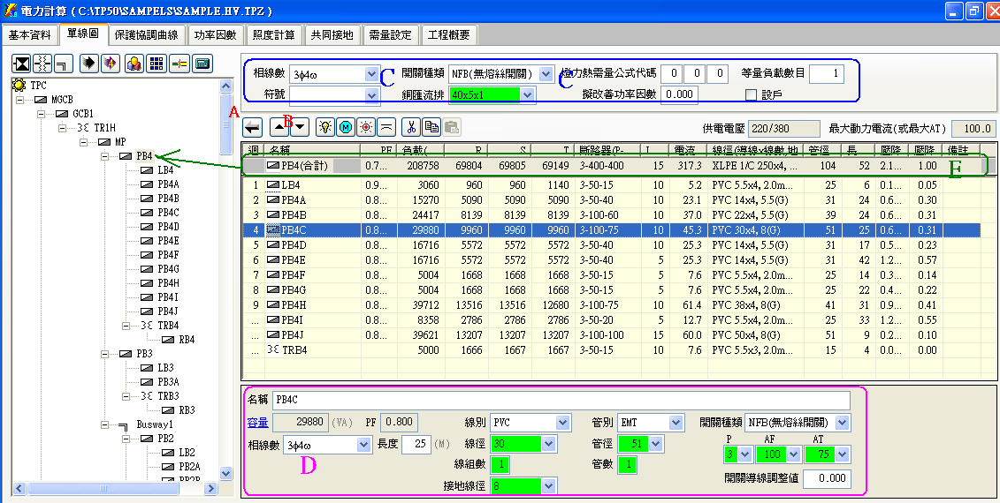 電力計算 ( C:\TP50\SAMPELS\SAMPLE.HV.TPZ )
基本資料 單線圖 保護協調曲線 功率因數 照度計算 共同接地 需量設定 工程概要
相線數 3ϕ4ω 開關種類 NFB(無熔絲開關) 燈力熱需量公式代碼 0 0 0 等量負載數目 1
符號 銅匯流排 40x5x1 擬改善功率因數 0.000 設戶
C C
A B
供電電壓 220/380 最大動力電流(或最大AT) 100.0
TPC
MGCB
GCB1
TR1H
MP
PB4
LB4
PB4A
PB4B
PB4C
PB4D
PB4E
PB4F
PB4G
PB4H
PB4I
PB4J
TRB4
RB4
PB3
LB3
PB3A
TRB3
RB3
Busway1
PB2
LB2
PB2A
PB2B
迴 名稱 PF 負載( R S T 斷路器(P- I 電流 線徑(導線x線數 地 管徑 長 壓降 壓降 備註
PB4(合計) 0.7... 208758 69804 69805 69149 3-400-400 15 317.3 XLPE 1/C 250x4, ... 104 52 2.1... 1.00
E
1 LB4 0.9... 3060 960 960 1140 3-50-15 10 5.2 PVC 5.5x4, 2.0m... 25 6 0.1... 0.05
2 PB4A 0.8... 15270 5090 5090 5090 3-50-40 10 23.1 PVC 14x4, 5.5(G) 31 24 0.6... 0.30
3 PB4B 0.8... 24417 8139 8139 8139 3-100-60 10 37.0 PVC 22x4, 5.5(G) 39 24 0.6... 0.31
4 PB4C 0.8... 29880 9960 9960 9960 3-100-75 10 45.3 PVC 30x4, 8(G) 51 25 0.6... 0.31
5 PB4D 0.8... 16716 5572 5572 5572 3-50-40 10 25.3 PVC 14x4, 5.5(G) 31 17 0.5... 0.23
6 PB4E 0.8... 16716 5572 5572 5572 3-50-40 5 25.3 PVC 14x4, 5.5(G) 31 42 1.2... 0.57
7 PB4F 0.8... 5004 1668 1668 1668 3-50-15 5 7.6 PVC 5.5x4, 2.0m... 25 14 0.3... 0.14
8 PB4G 0.8... 5004 1668 1668 1668 3-50-15 5 7.6 PVC 5.5x4, 2.0m... 25 22 0.4... 0.22
9 PB4H 0.8... 39712 13516 13516 12680 3-100-75 10 61.4 PVC 38x4, 8(G) 41 31 0.9... 0.41
... PB4I 0.8... 8358 2786 2786 2786 3-50-20 5 12.7 PVC 5.5x4, 2.0m... 25 33 1.2... 0.55
... PB4J 0.8... 39621 13207 13207 13207 3-100-100 15 60.0 PVC 50x4, 8(G) 51 9 0.2... 0.10
... TRB4 5000 1666 1667 1667 3-50-15 10 7.6 PVC 5.5x3, 2.0m... 15 4 0.0... 0.00
名稱 PB4C
容量 29880 (VA) PF 0.800 線別 PVC 管別 EMT 開關種類 NFB(無熔絲開關)
相線數 3ϕ4ω 長度 25 (M) 線徑 30 管徑 51 P 3 AF 100 AT 75
D
線組數 1 管數 1
開關導線調整值 0.000
接地線徑 8